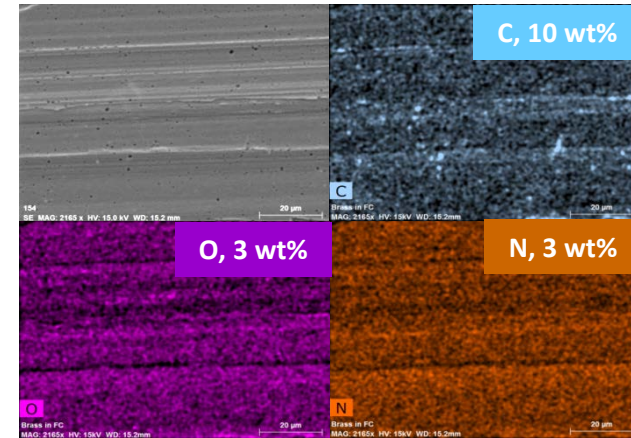 C, 10 wt%
154
SE MAG: 2165 x HV: 15.0 kV WD: 15.2 mm
20 µm
C
Brass in FC
MAG: 2165x HV: 15kV WD: 15.2mm
20 µm
O, 3 wt%
N, 3 wt%
O
Brass in FC
MAG: 2165x HV: 15kV WD: 15.2mm
20 µm
N
Brass in FC
MAG: 2165x HV: 15kV WD: 15.2mm
20 µm